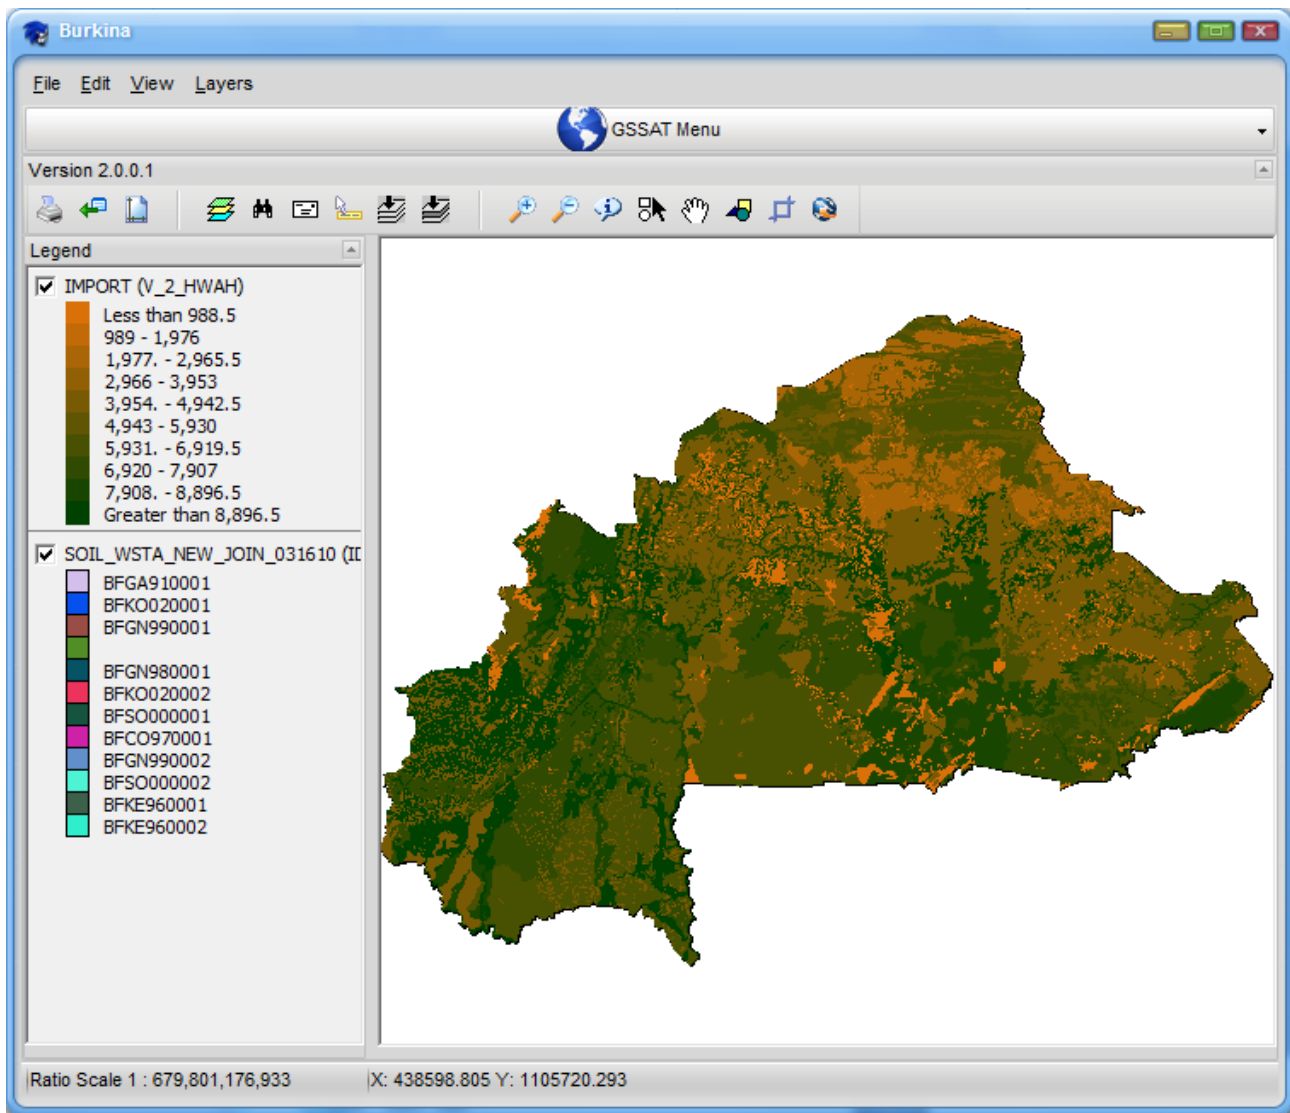 Burkina
File Edit View Layers
GSSAT Menu
Version 2.0.0.1
Legend
IMPORT (V_2_HWAH)
Less than 988.5
989 - 1,976
1,977. - 2,965.5
2,966 - 3,953
3,954. - 4,942.5
4,943 - 5,930
5,931. - 6,919.5
6,920 - 7,907
7,908. - 8,896.5
Greater than 8,896.5
SOIL_WSTA_NEW_JOIN_031610 (II
BFGA910001
BFKO020001
BFGN990001
BFGN980001
BFKO020002
BFSO000001
BFCO970001
BFGN990002
BFSO000002
BFKE960001
BFKE960002
Ratio Scale 1 : 679,801,176,933 X: 438598.805 Y: 1105720.293